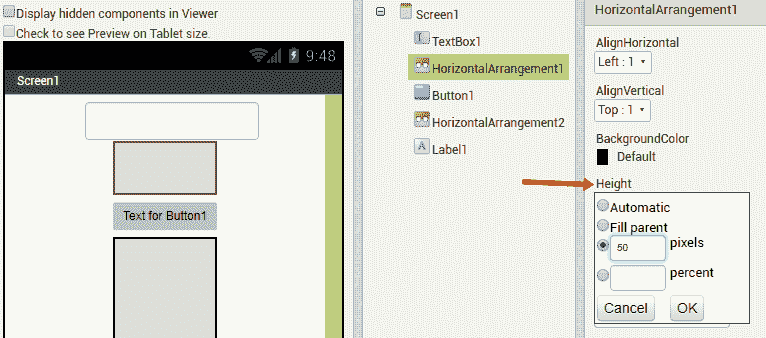 Display hidden components in Viewer
Check to see Preview on Tablet size.
9:48
Screen1
Text for Button1
Screen1
TextBox1
HorizontalArrangement1
Button1
HorizontalArrangement2
A Label1
HorizontalArrangement1
AlignHorizontal
Left : 1
AlignVertical
Top : 1
BackgroundColor
Default
Height
Automatic
Fill parent
50 pixels
percent
Cancel OK